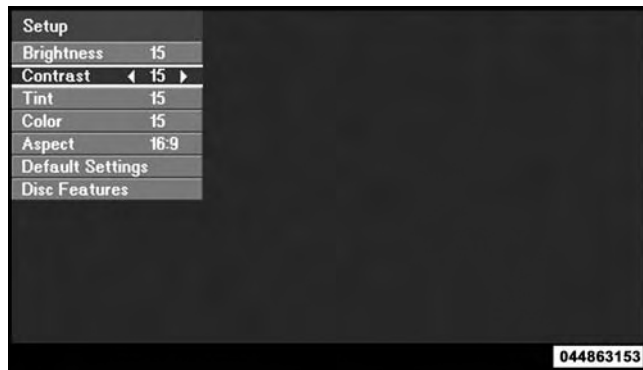 Setup
Brightness 15
Contrast ◀ 15 ▶
Tint 15
Color 15
Aspect 16:9
Default Settings
Disc Features
044863153